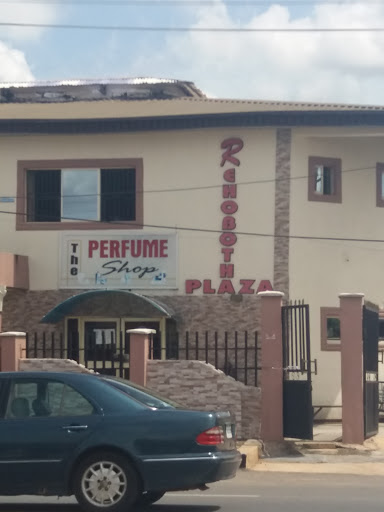 The PERFUME
Shop
REHOBOTH
PLAZA